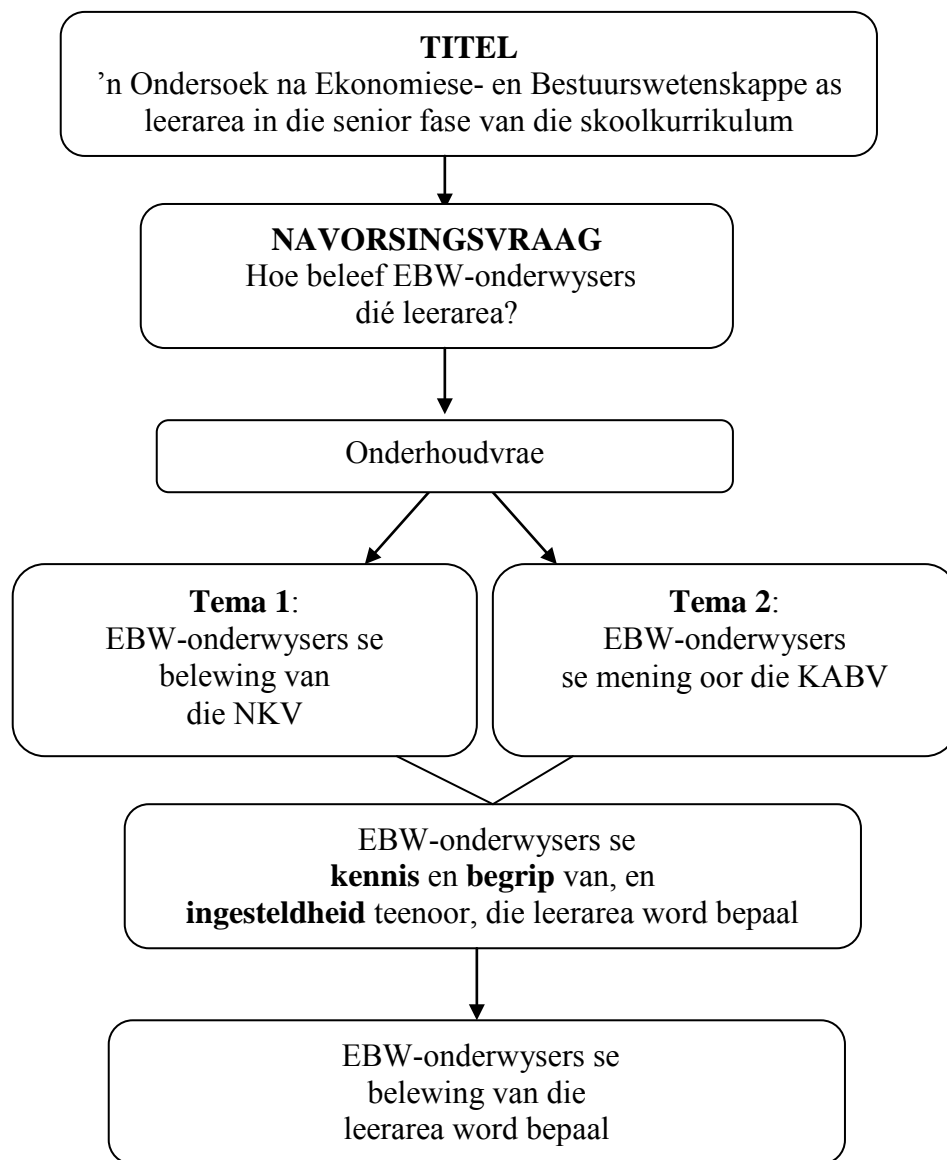 TITEL
’n Ondersoek na Ekonomiese- en Bestuurswetenskappe as
leerarea in die senior fase van die skoolkurrikulum
NAVORSINGSVRAAG
Hoe beleef EBW-onderwysers
dié leerarea?
Onderhoudvrae
Tema 1:
EBW-onderwysers se
belewing van
die NKV
Tema 2:
EBW-onderwysers
se mening oor die KABV
EBW-onderwysers se
kennis en begrip van, en
ingesteldheid teenoor, die leerarea word bepaal
EBW-onderwysers se
belewing van die
leerarea word bepaal